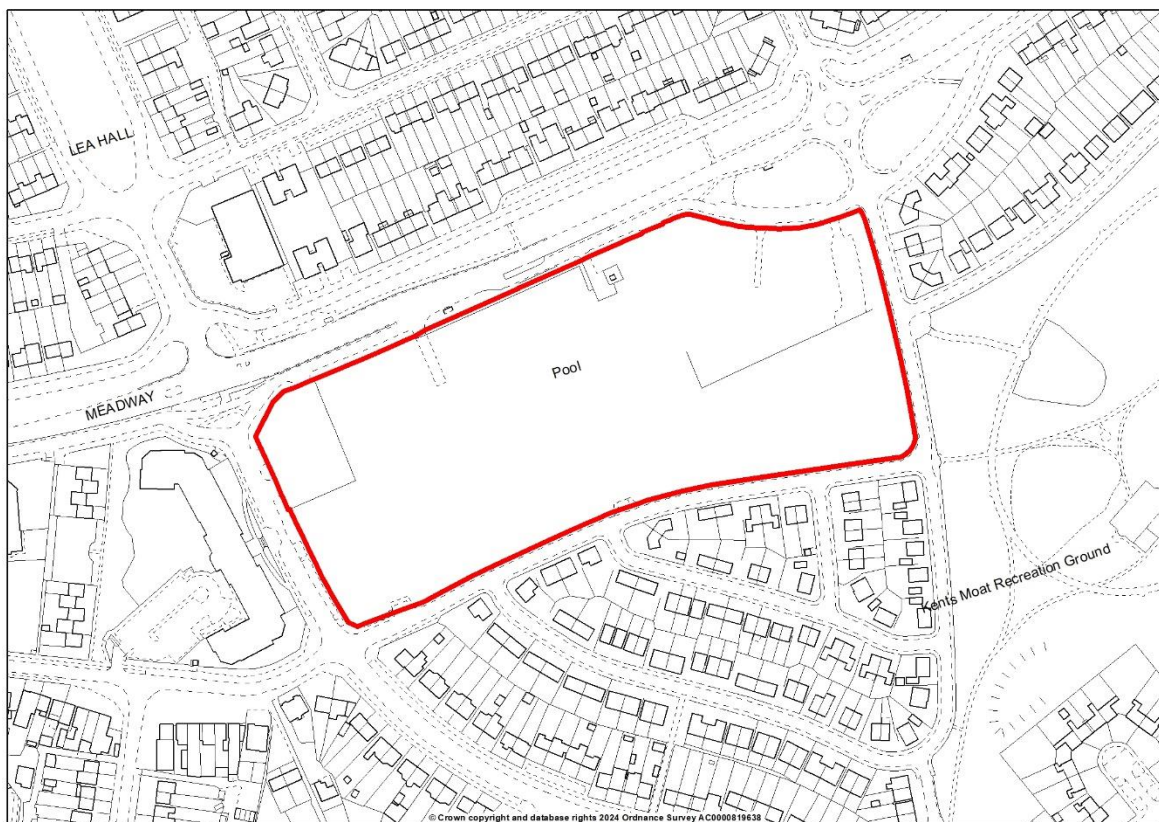 LEA HALL
Pool
MEADWAY
Kents Moat Recreation Ground
© Crown copyright and database rights 2024 Ordnance Survey AC0000819638